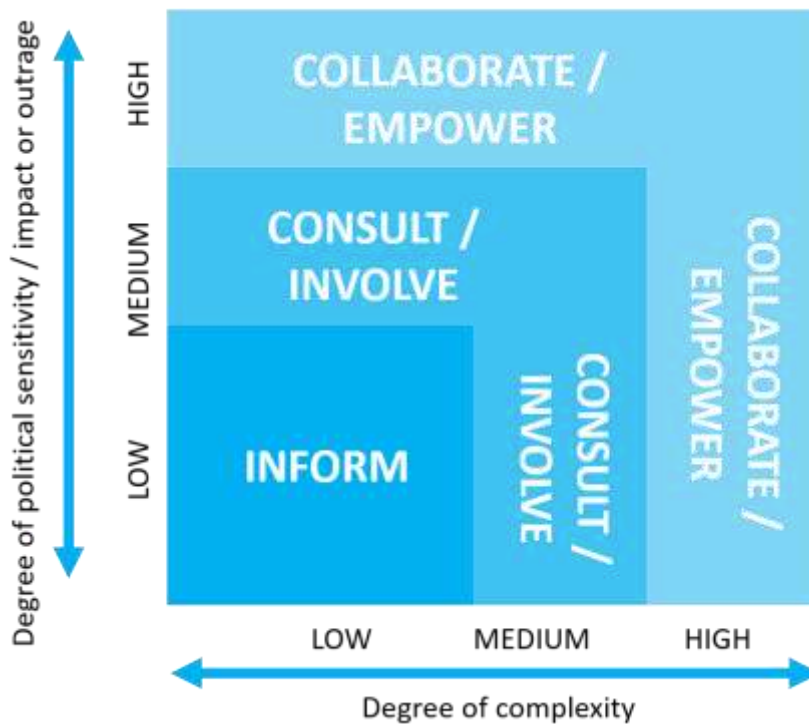 Degree of political sensitivity / impact or outrage
HIGH
MEDIUM
LOW
COLLABORATE /
EMPOWER
CONSULT /
INVOLVE
INFORM
CONSULT /
INVOLVE
COLLABORATE /
EMPOWER
LOW
MEDIUM
HIGH
Degree of complexity